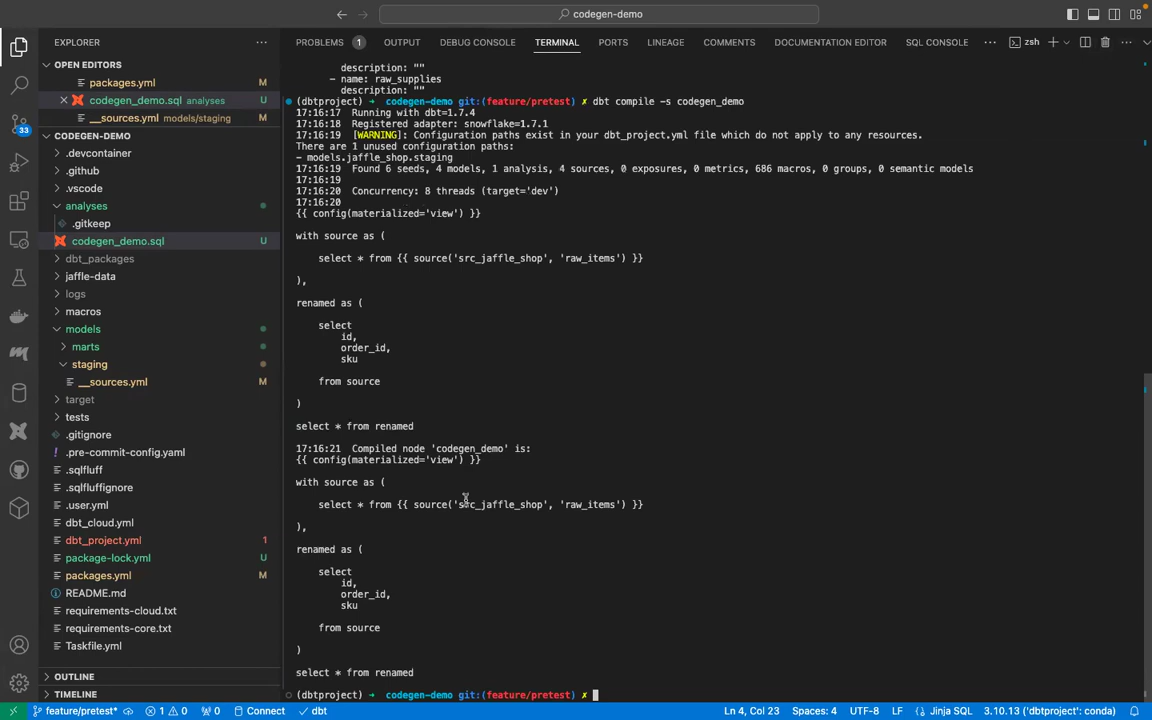 codegen-demo
EXPLORER
OPEN EDITORS
packages.yml M
codegen_demo.sql analyses U
__sources.yml models/staging M
CODEGEN-DEMO
.devcontainer
.github
.vscode
analyses
.gitkeep
codegen_demo.sql U
dbt_packages
jaffle-data
logs
macros
models
marts
staging
__sources.yml M
target
tests
.gitignore
.pre-commit-config.yaml
.sqlfluff
.sqlfluffignore
.user.yml
dbt_cloud.yml
dbt_project.yml 1
package-lock.yml U
packages.yml M
README.md
requirements-cloud.txt
requirements-core.txt
Taskfile.yml
OUTLINE
TIMELINE
33
PROBLEMS 1 OUTPUT DEBUG CONSOLE TERMINAL PORTS LINEAGE COMMENTS DOCUMENTATION EDITOR SQL CONSOLE zsh
description: ""
- name: raw_supplies
description: ""
(dbtproject) → codegen-demo git:(feature/pretest) ✗ dbt compile -s codegen_demo
17:16:17 Running with dbt=1.7.4
17:16:18 Registered adapter: snowflake=1.7.1
17:16:19 [WARNING]: Configuration paths exist in your dbt_project.yml file which do not apply to any resources.
There are 1 unused configuration paths:
- models.jaffle_shop.staging
17:16:19 Found 6 seeds, 4 models, 1 analysis, 4 sources, 0 exposures, 0 metrics, 686 macros, 0 groups, 0 semantic models
17:16:19
17:16:20 Concurrency: 8 threads (target='dev')
17:16:20
{{ config(materialized='view') }}
with source as (
select * from {{ source('src_jaffle_shop', 'raw_items') }}
),
renamed as (
select
id,
order_id,
sku
from source
)
select * from renamed
17:16:21 Compiled node 'codegen_demo' is:
{{ config(materialized='view') }}
with source as (
select * from {{ source('src_jaffle_shop', 'raw_items') }}
),
renamed as (
select
id,
order_id,
sku
from source
)
select * from renamed
(dbtproject) → codegen-demo git:(feature/pretest) ✗
feature/pretest* 1 0 0 Connect dbt Ln 4, Col 23 Spaces: 4 UTF-8 LF Jinja SQL 3.10.13 ('dbtproject': conda)